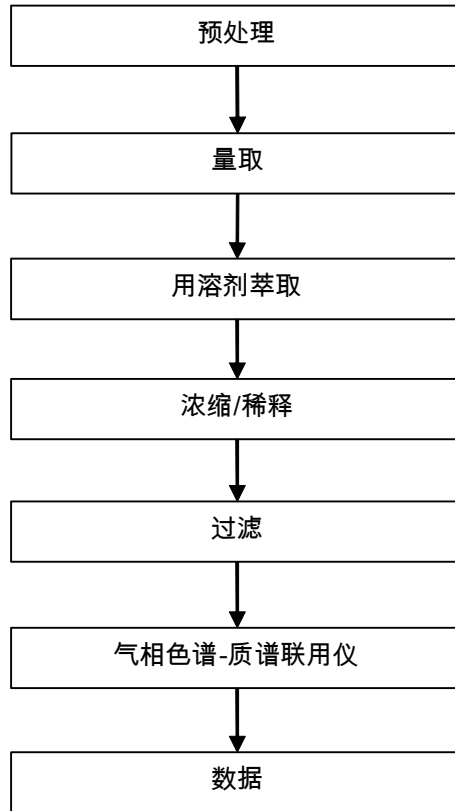 预处理
量取
用溶剂萃取
浓缩/稀释
过滤
气相色谱-质谱联用仪
数据